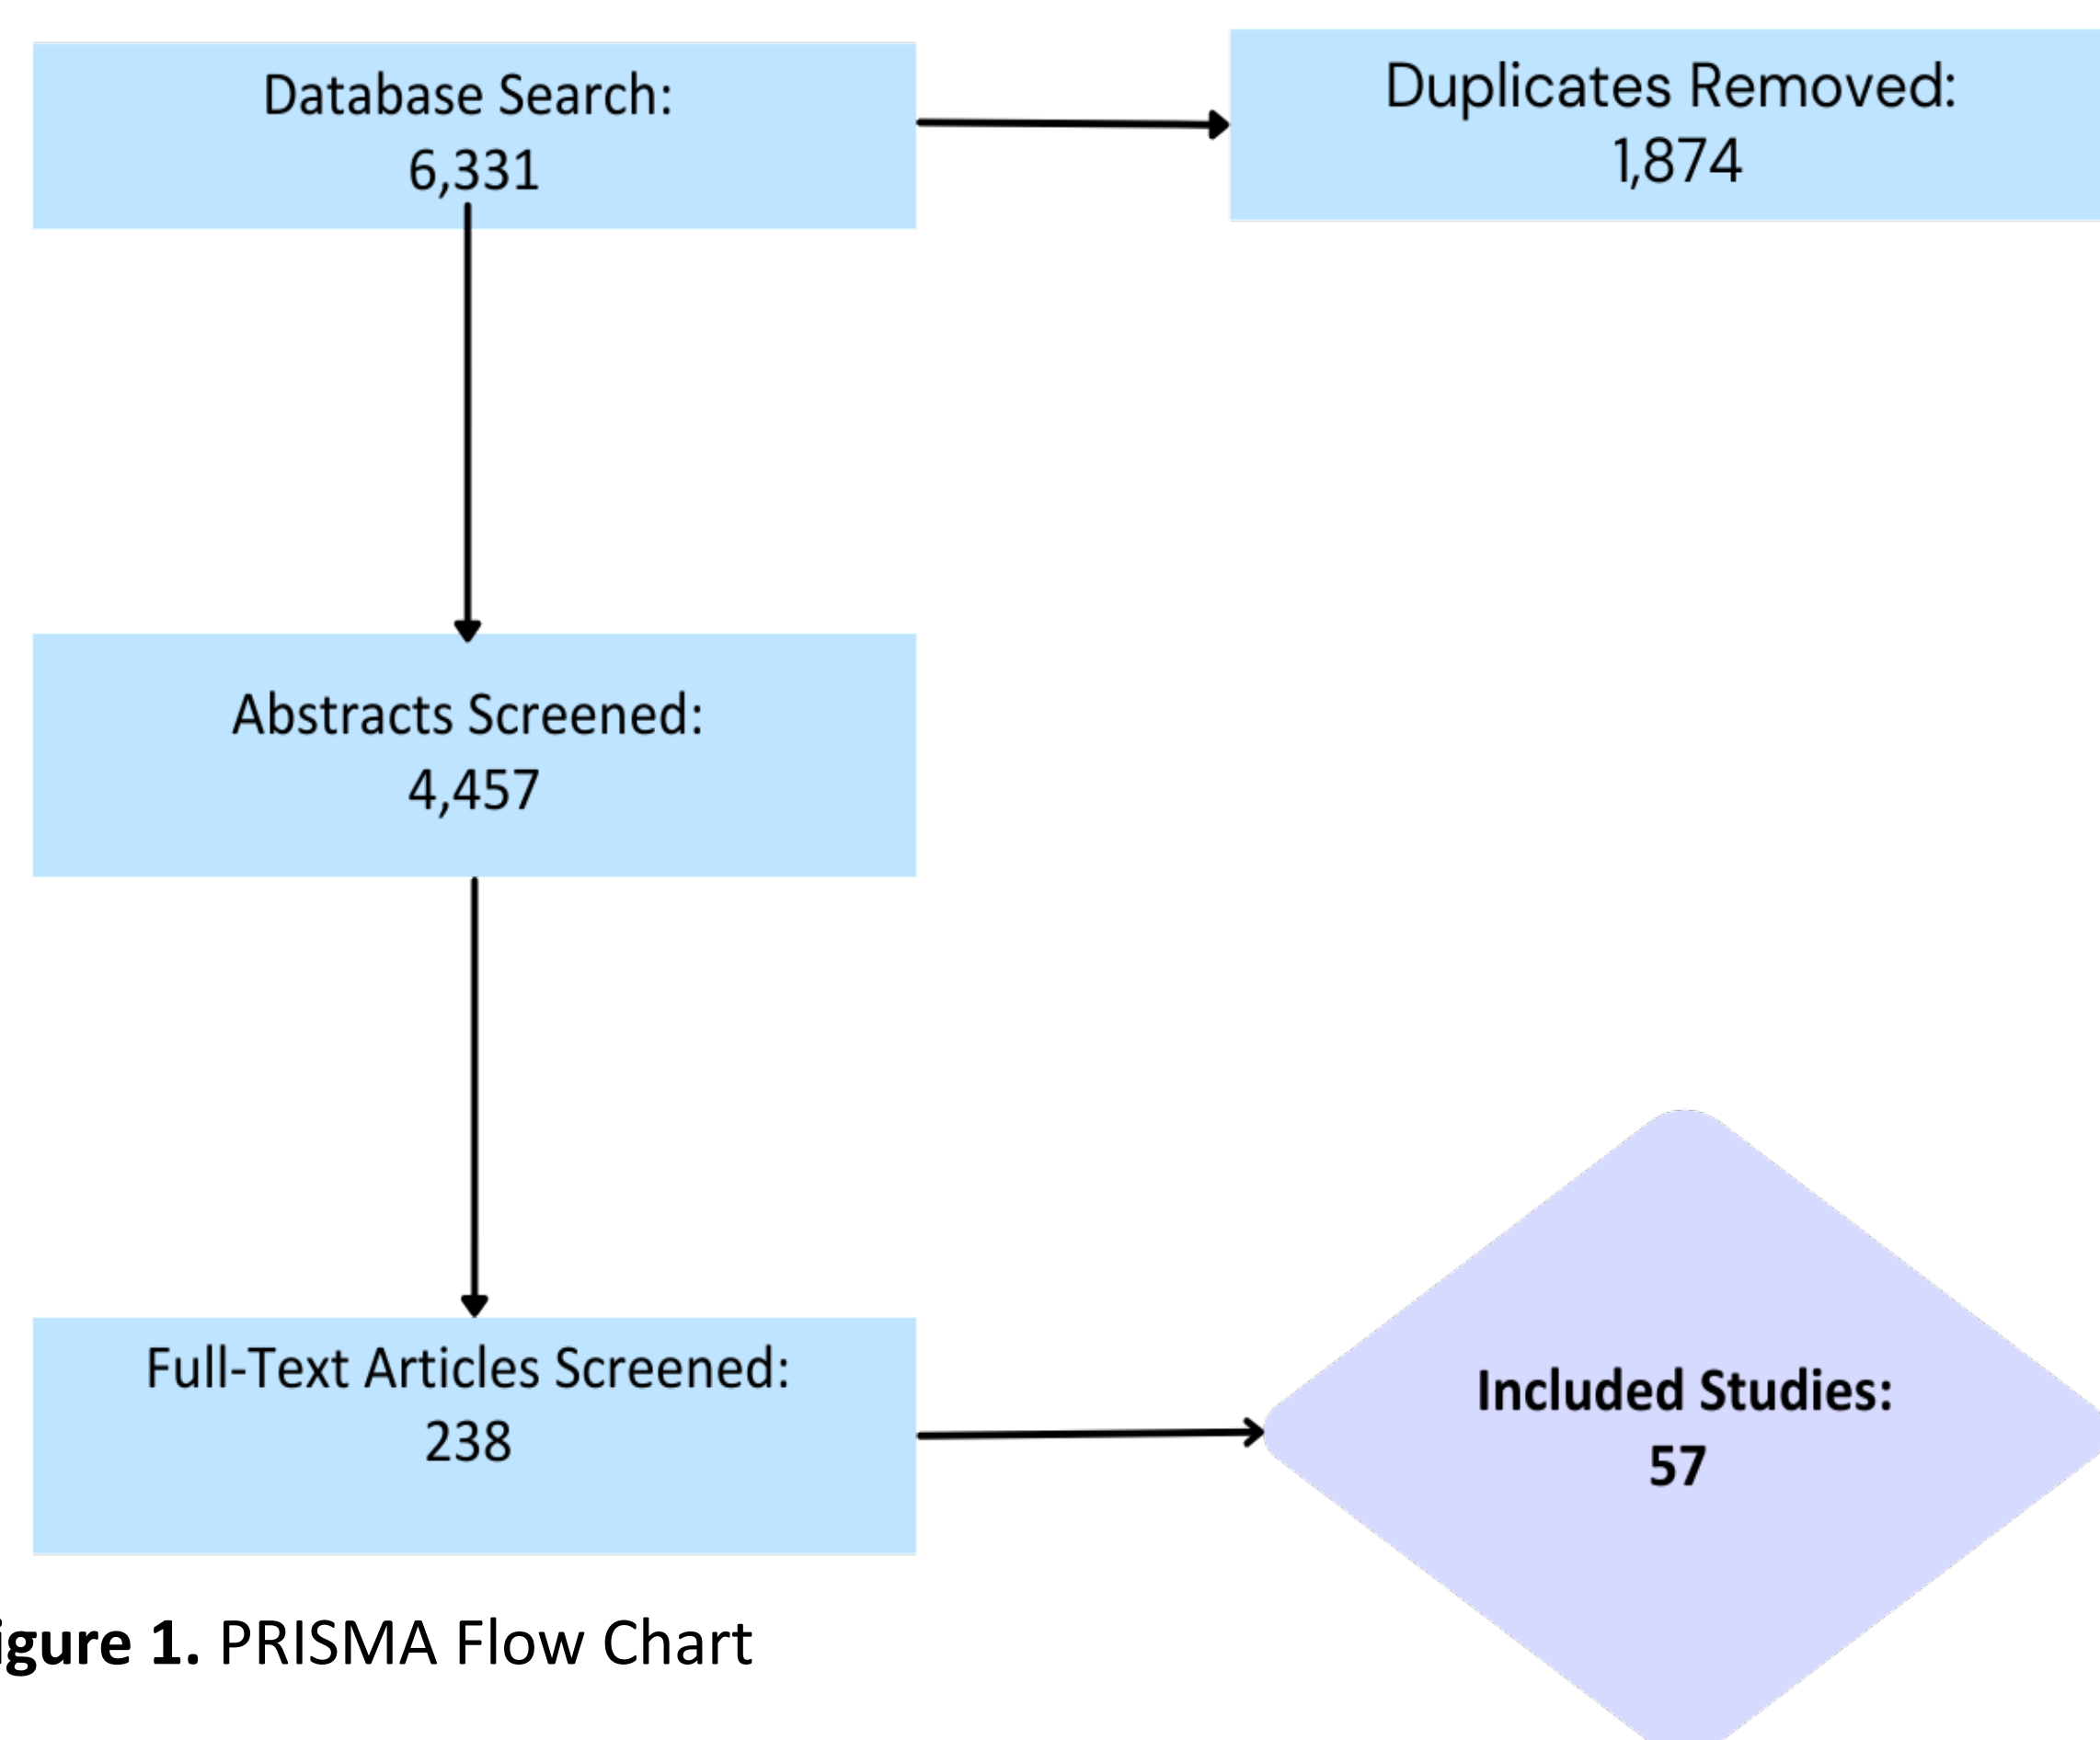 Database Search:
6,331
Duplicates Removed:
1,874
Abstracts Screened:
4,457
Full-Text Articles Screened:
238
Included Studies:
57
igure 1. PRISMA Flow Chart